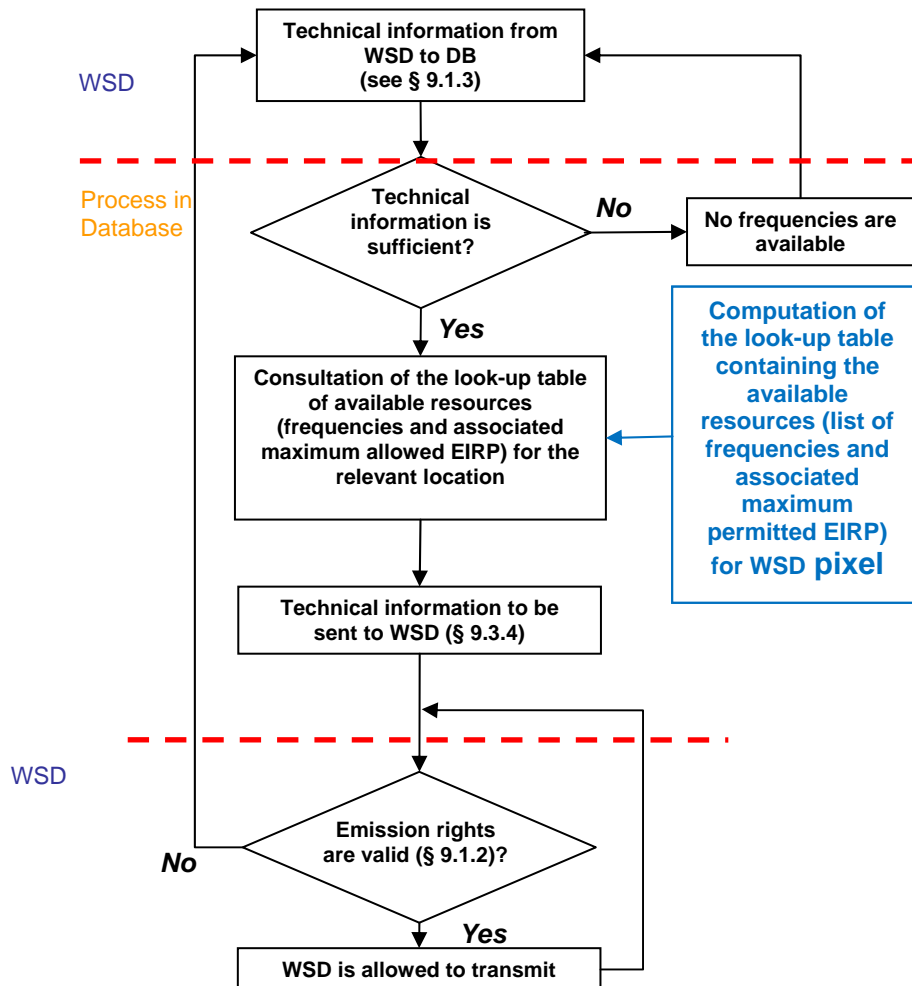 Technical information from
WSD to DB
(see § 9.1.3)
WSD
Process in
Database
Technical
information is
sufficient?
No
No frequencies are
available
Yes
Consultation of the look-up table
of available resources
(frequencies and associated
maximum allowed EIRP) for the
relevant location
Computation of
the look-up table
containing the
available
resources (list of
frequencies and
associated
maximum
permitted EIRP)
for WSD pixel
Technical information to be
sent to WSD (§ 9.3.4)
WSD
Emission rights
are valid (§ 9.1.2)?
No
Yes
WSD is allowed to transmit